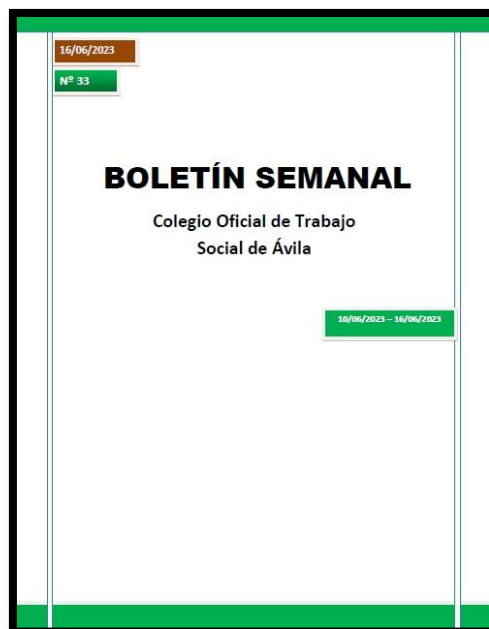 16/06/2023
Nº 33
BOLETÍN SEMANAL
Colegio Oficial de Trabajo
Social de Ávila
10/06/2023 – 16/06/2023